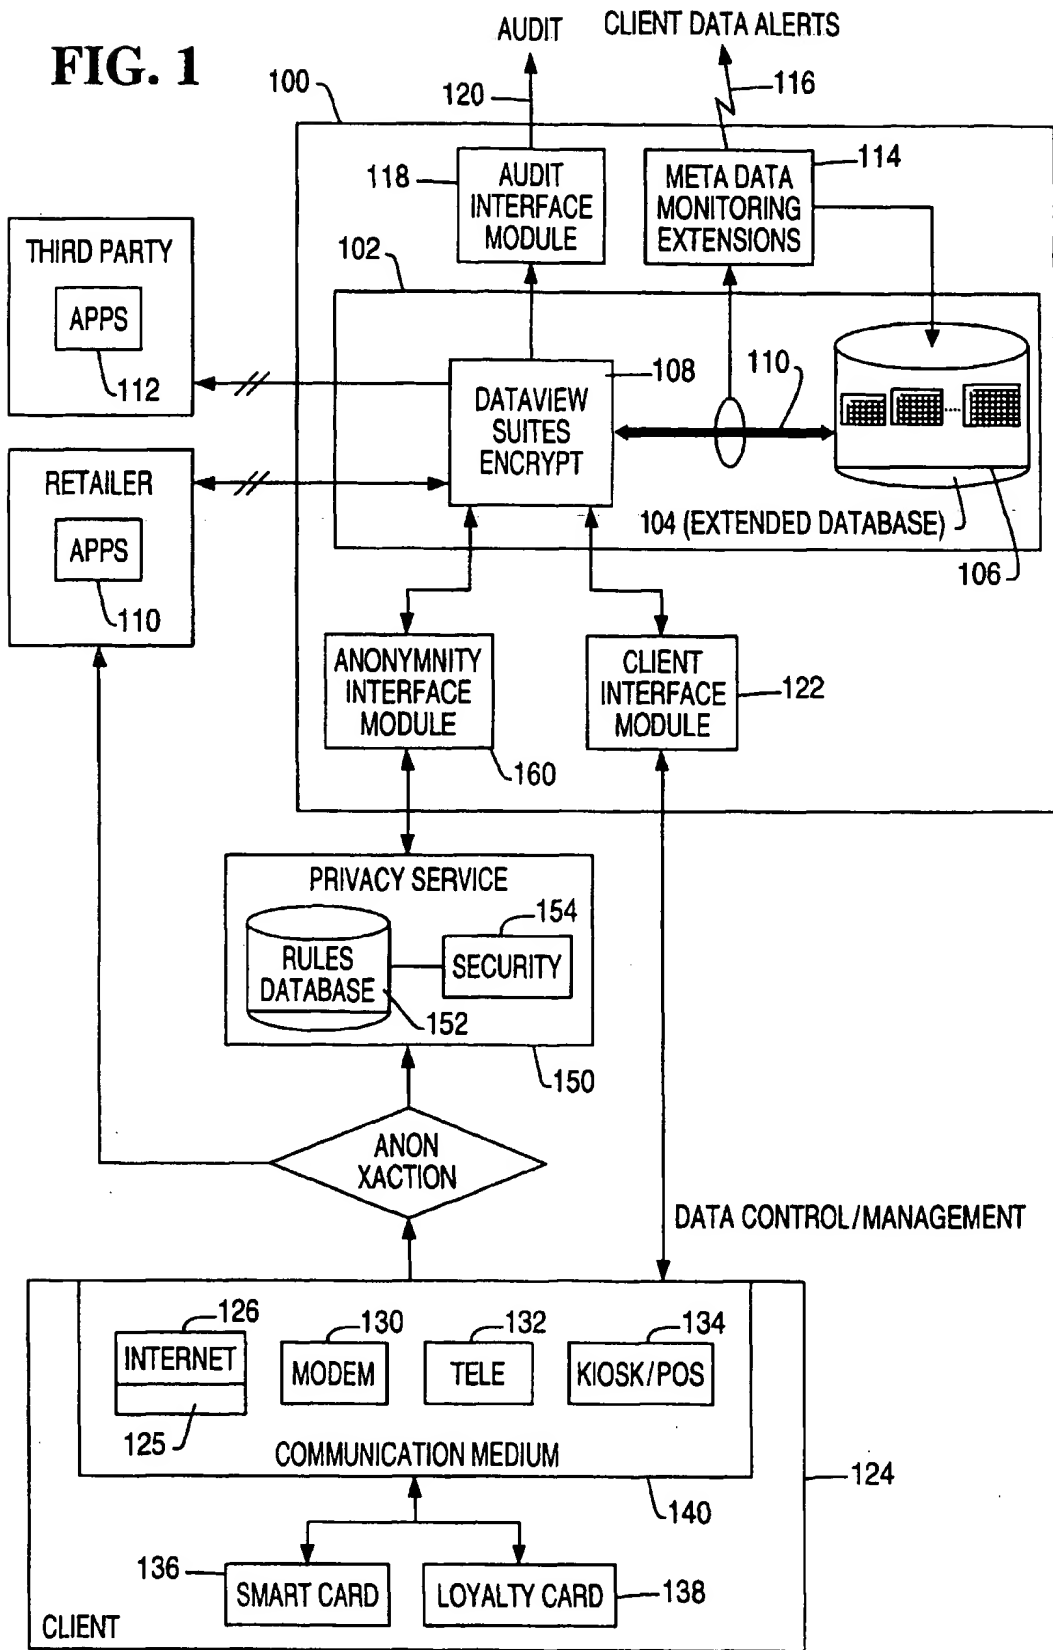 FIG. 1
AUDIT
CLIENT DATA ALERTS
100
120
116
118
AUDIT
INTERFACE
MODULE
META DATA
MONITORING
EXTENSIONS
114
THIRD PARTY
APPS
112
102
DATAVIEW
SUITES
ENCRYPT
108
110
104 (EXTENDED DATABASE)
106
RETAILER
APPS
110
ANONYMNITY
INTERFACE
MODULE
160
CLIENT
INTERFACE
MODULE
122
PRIVACY SERVICE
RULES
DATABASE
152
154
SECURITY
150
ANON
XACTION
DATA CONTROL/MANAGEMENT
126
INTERNET
125
130
MODEM
132
TELE
134
KIOSK/POS
COMMUNICATION MEDIUM
140
124
136
SMART CARD
LOYALTY CARD
138
CLIENT